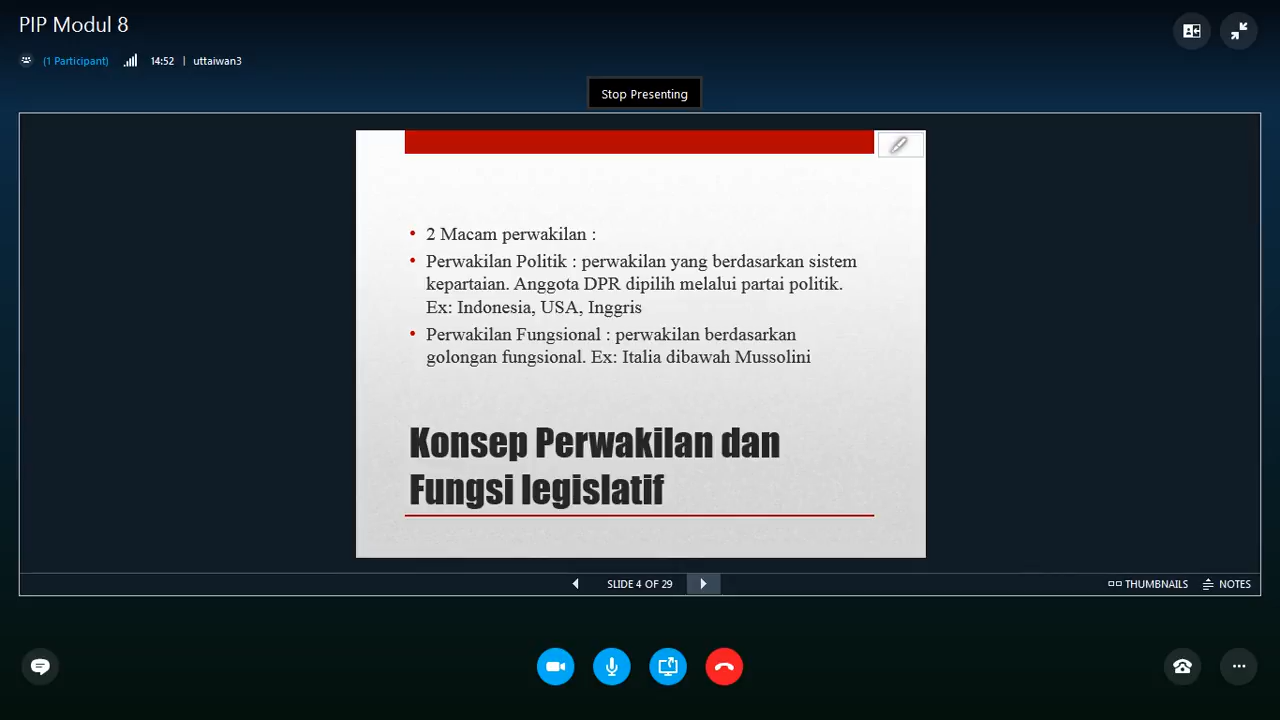 PIP Modul 8
(1 Participant) 14:52 | uttaiwan3
Stop Presenting
• 2 Macam perwakilan :
• Perwakilan Politik : perwakilan yang berdasarkan sistem
kepartaian. Anggota DPR dipilih melalui partai politik.
Ex: Indonesia, USA, Inggris
• Perwakilan Fungsional : perwakilan berdasarkan
golongan fungsional. Ex: Italia dibawah Mussolini
Konsep Perwakilan dan
Fungsi legislatif
SLIDE 4 OF 29
THUMBNAILS NOTES